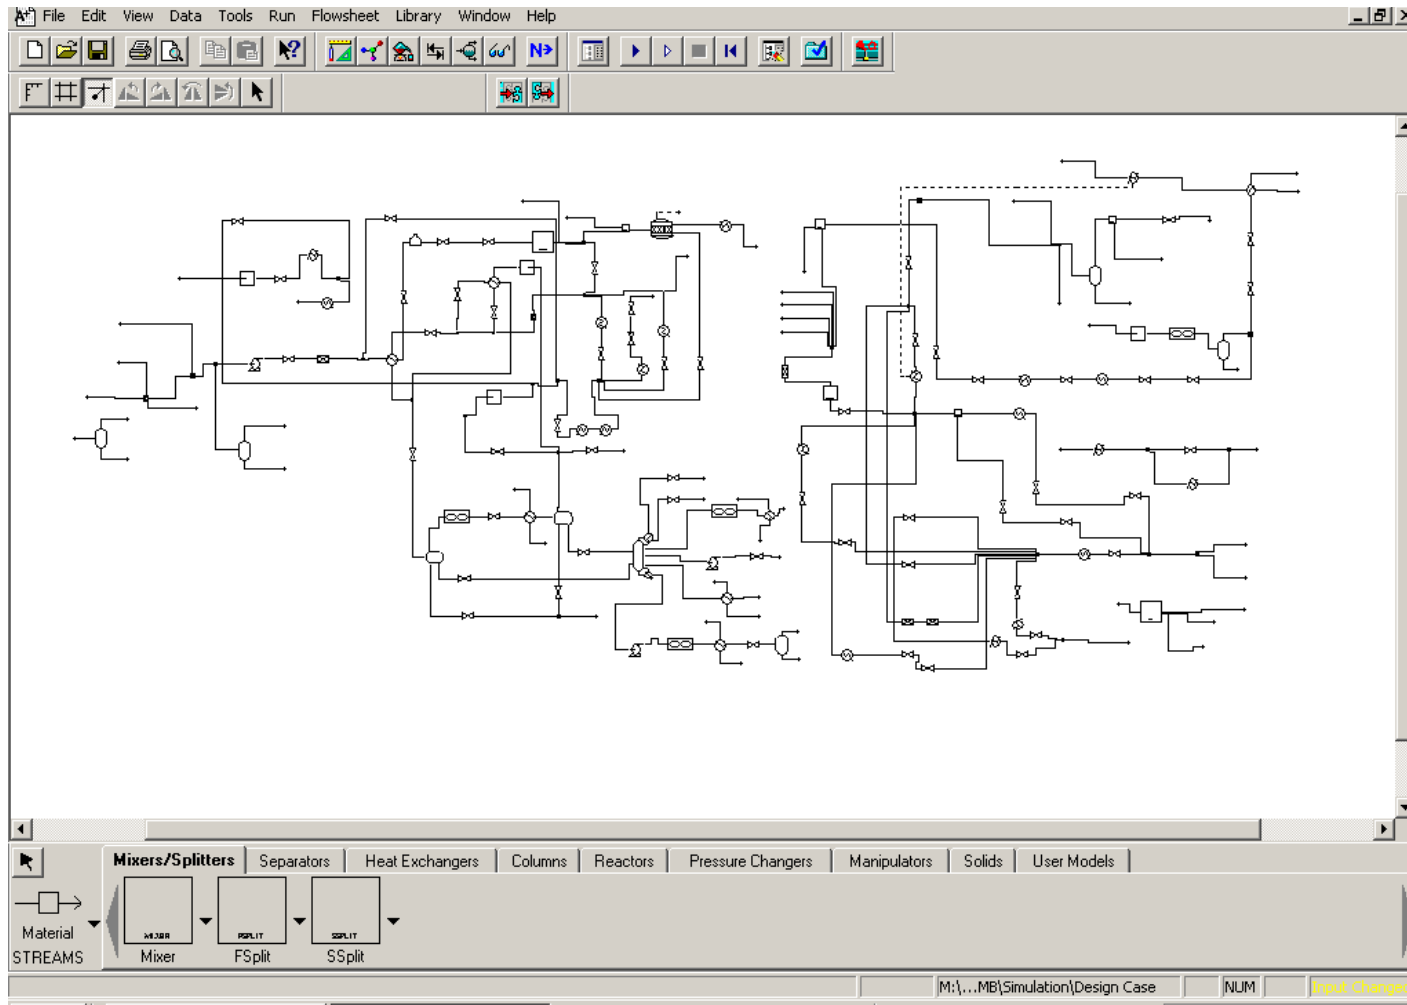 File Edit View Data Tools Run Flowsheet Library Window Help
N→
Mixers/Splitters Separators Heat Exchangers Columns Reactors Pressure Changers Manipulators Solids User Models
MIXER FSPLIT SSPLIT
Material
STREAMS Mixer FSplit SSplit
M:\...MB\Simulation\Design Case NUM Input Changed